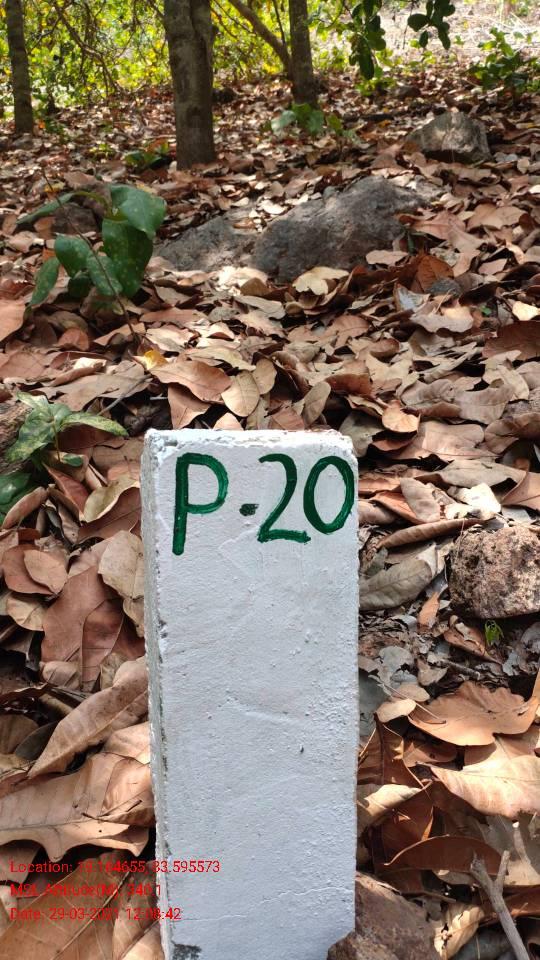 P-20
Location: 18.164655, 83.595573
MSL Altitude(M): 340.1
Date: 29-03-2021 12:08:42